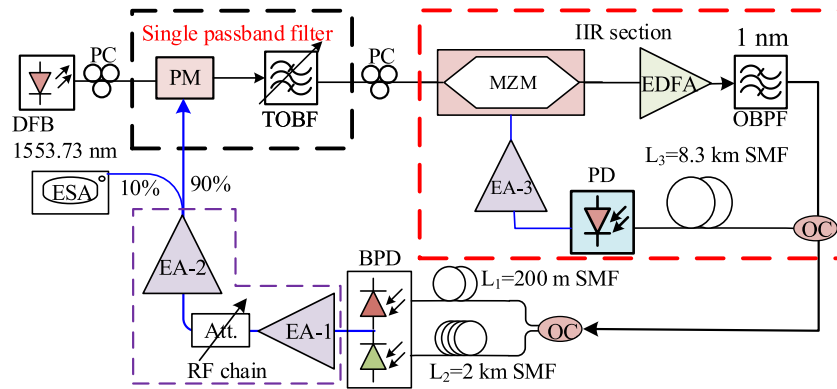 Single passband filter
IIR section
PC
PC
1 nm
PM
MZM
EDFA
TOBF
OBPF
DFB
1553.73 nm
L₃=8.3 km SMF
PD
EA-3
10%
90%
ESA
OC
EA-2
BPD
L₁=200 m SMF
Att.
EA-1
OC
RF chain
L₂=2 km SMF